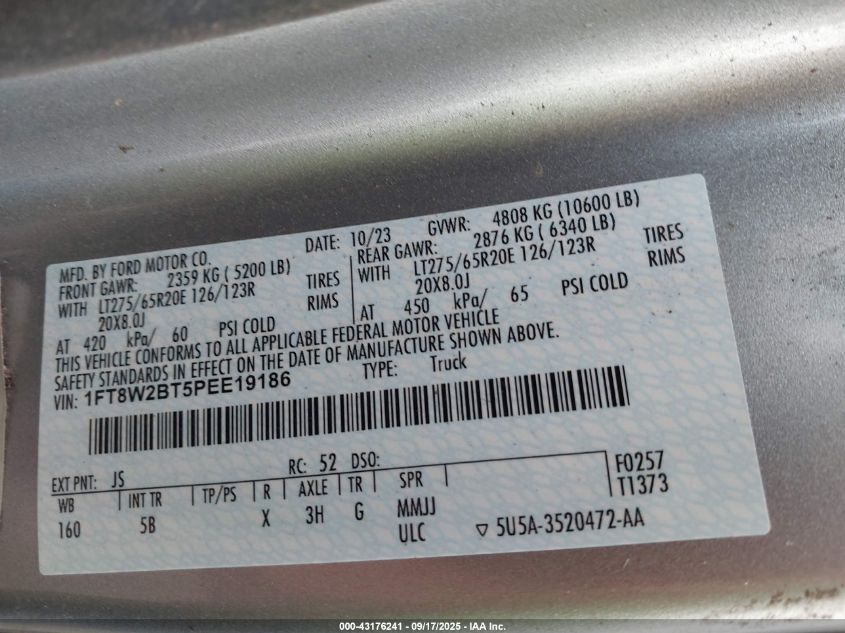 MFD. BY FORD MOTOR CO. DATE: 10/23 GVWR: 4808 KG (10600 LB)
FRONT GAWR: 2359 KG ( 5200 LB) REAR GAWR: 2876 KG ( 6340 LB)
WITH LT275/65R20E 126/123R TIRES WITH LT275/65R20E 126/123R TIRES
20X8.0J RIMS 20X8.0J RIMS
AT 420 kPa/ 60 PSI COLD AT 450 kPa/ 65 PSI COLD
THIS VEHICLE CONFORMS TO ALL APPLICABLE FEDERAL MOTOR VEHICLE
SAFETY STANDARDS IN EFFECT ON THE DATE OF MANUFACTURE SHOWN ABOVE.
VIN: 1FT8W2BT5PEE19186 TYPE: Truck
EXT PNT: JS RC: 52 DSO: F0257
WB INT TR TP/PS R AXLE TR SPR T1373
160 5B X 3H G MMJJ
ULC ▽ 5U5A-3520472-AA
000-43176241 - 09/17/2025 - IAA Inc.